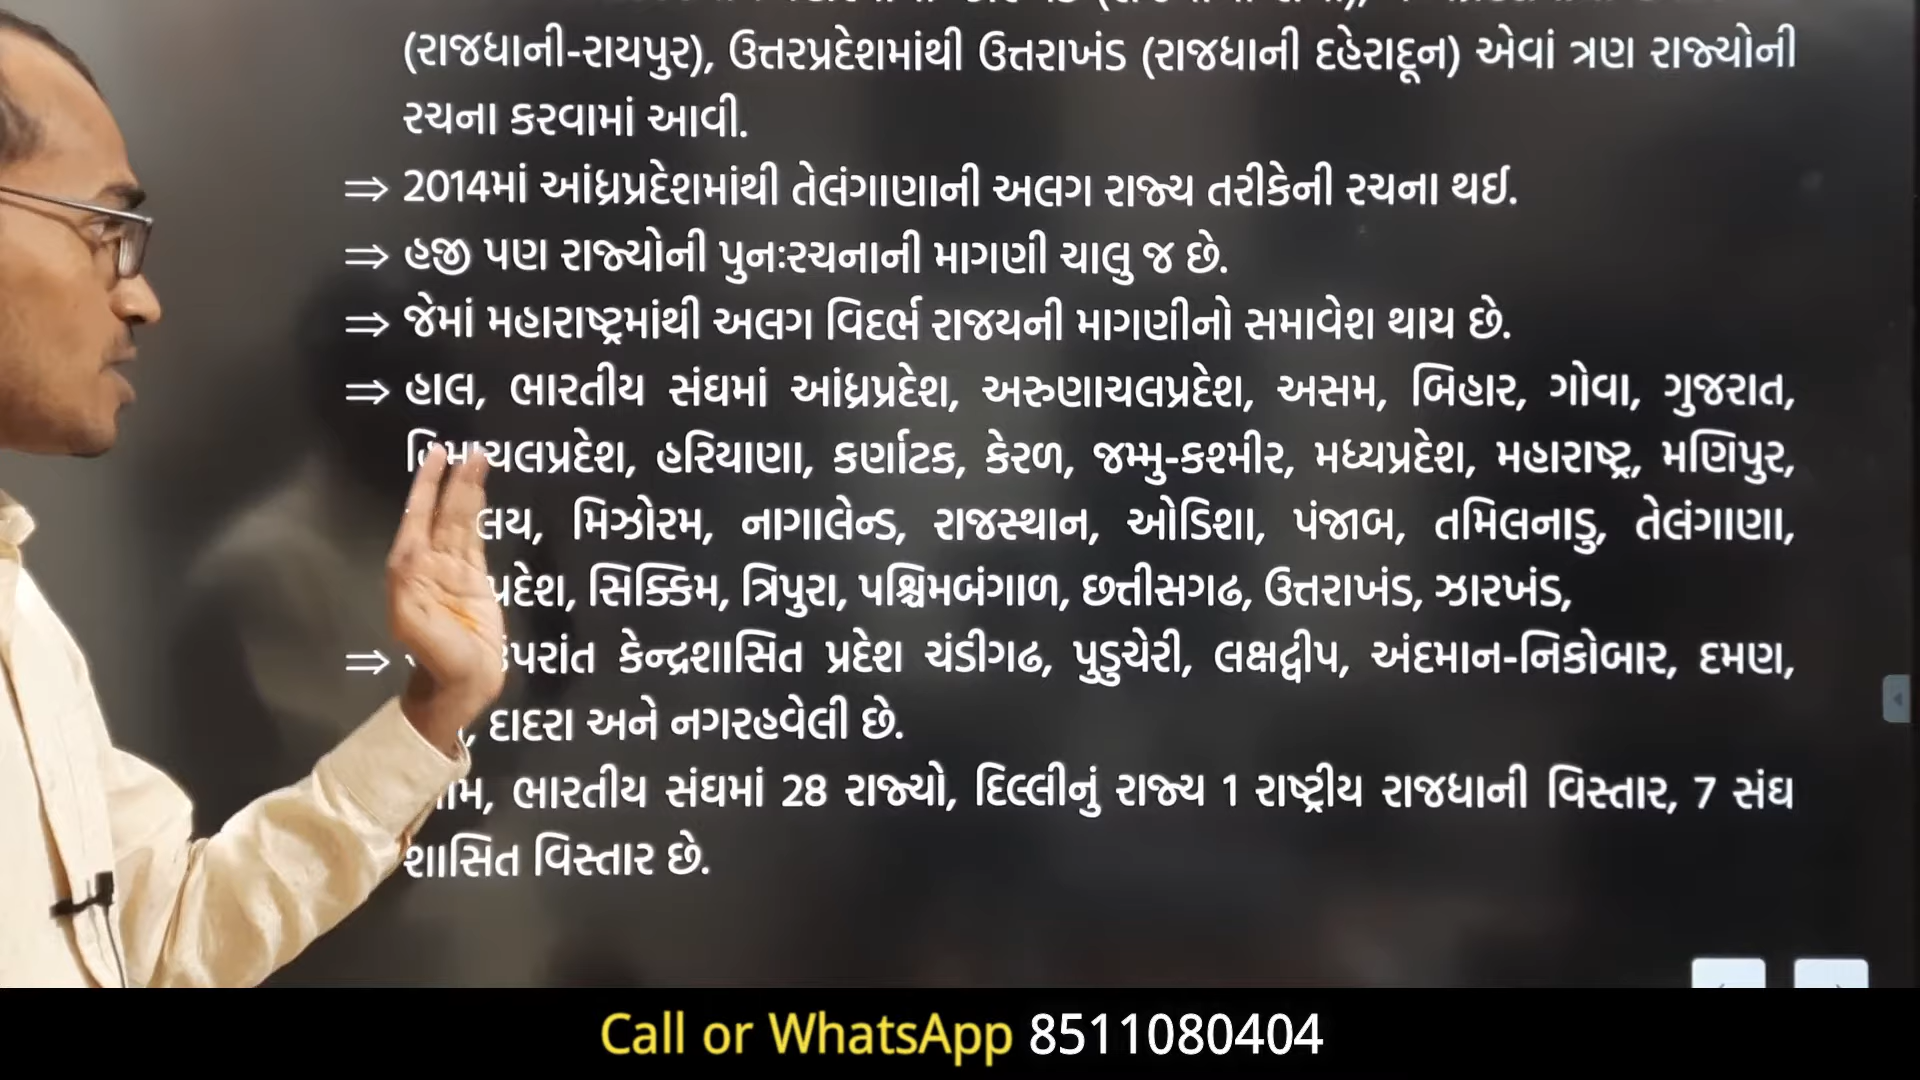 (રાજધાની-રાયપુર), ઉત્તરપ્રદેશમાંથી ઉત્તરાખંડ (રાજધાની દહેરાદૂન) એવાં ત્રણ રાજ્યોની
રચના કરવામાં આવી.
⇒ 2014માં આંધ્રપ્રદેશમાંથી તેલંગાણાની અલગ રાજ્ય તરીકેની રચના થઈ.
⇒ હજી પણ રાજ્યોની પુનઃરચનાની માગણી ચાલુ જ છે.
⇒ જેમાં મહારાષ્ટ્રમાંથી અલગ વિદર્ભ રાજયની માગણીનો સમાવેશ થાય છે.
⇒ હાલ, ભારતીય સંઘમાં આંધ્રપ્રદેશ, અરુણાચલપ્રદેશ, અસમ, બિહાર, ગોવા, ગુજરાત,
હિમાચલપ્રદેશ, હરિયાણા, કર્ણાટક, કેરળ, જમ્મુ-કશ્મીર, મધ્યપ્રદેશ, મહારાષ્ટ્ર, મણિપુર,
મિઝોરમ, નાગાલેન્ડ, રાજસ્થાન, ઓડિશા, પંજાબ, તમિલનાડુ, તેલંગાણા,
સિક્કિમ, ત્રિપુરા, પશ્ચિમબંગાળ, છત્તીસગઢ, ઉત્તરાખંડ, ઝારખંડ,
⇒ ઉપરાંત કેન્દ્રશાસિત પ્રદેશ ચંડીગઢ, પુડુચેરી, લક્ષદ્વીપ, અંદમાન-નિકોબાર, દમણ,
દાદરા અને નગરહવેલી છે.
ભારતીય સંઘમાં 28 રાજ્યો, દિલ્લીનું રાજ્ય 1 રાષ્ટ્રીય રાજધાની વિસ્તાર, 7 સંઘ
શાસિત વિસ્તાર છે.
Call or WhatsApp 8511080404